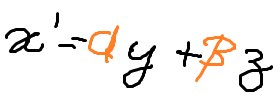 x' = αy + βz